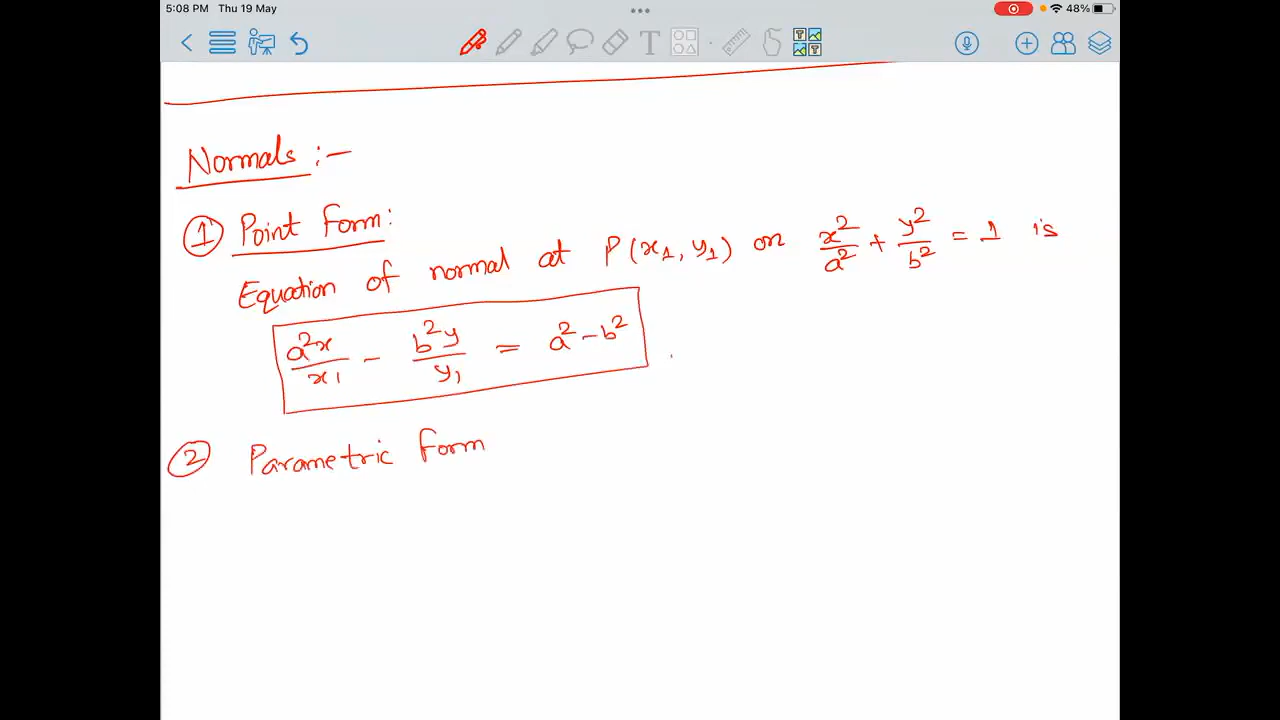 5:08 PM Thu 19 May
48%
Normals :-
① Point Form:
Equation of normal at P(x₁, y₁) on x²/a² + y²/b² = 1 is
a²x/x₁ - b²y/y₁ = a² - b²
② Parametric form